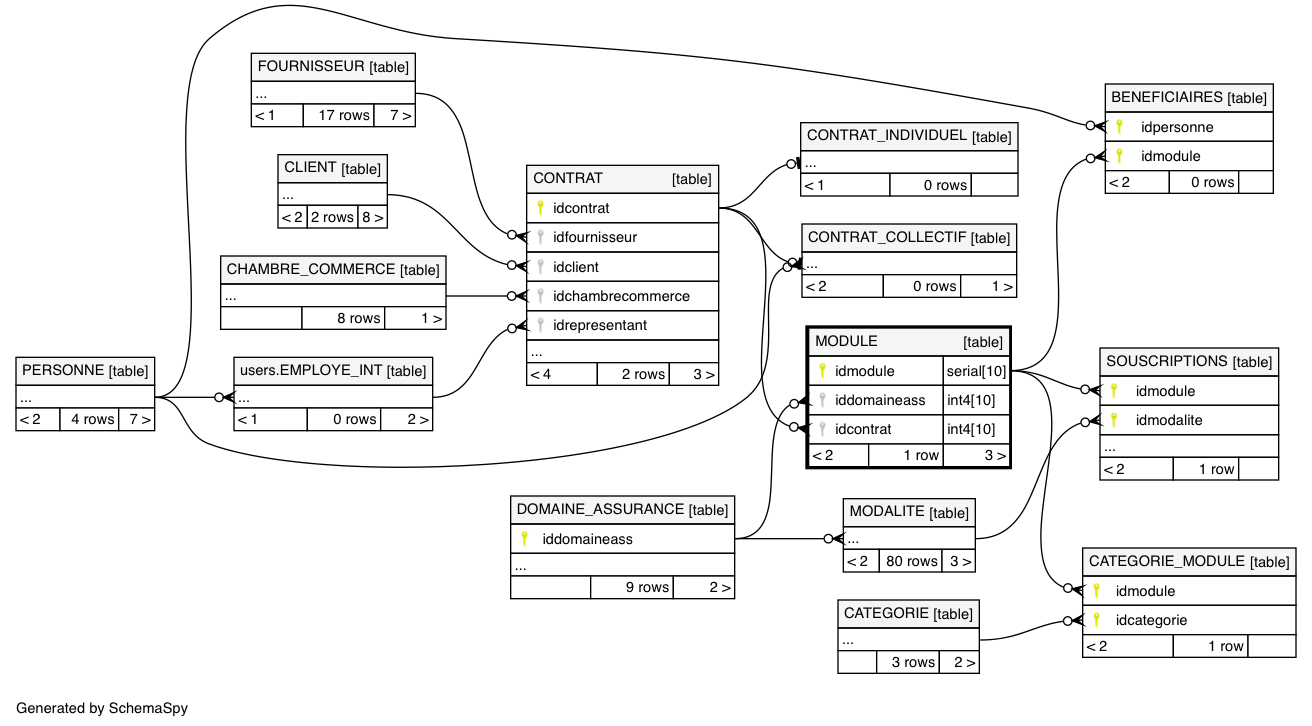 FOURNISSEUR [table]
...
< 1 17 rows 7 >
CLIENT [table]
...
< 2 2 rows 8 >
CHAMBRE_COMMERCE [table]
...
8 rows 1 >
PERSONNE [table]
...
< 2 4 rows 7 >
users.EMPLOYE_INT [table]
...
< 1 0 rows 2 >
CONTRAT [table]
idcontrat
idfournisseur
idclient
idchambrecommerce
idrepresentant
...
< 4 2 rows 3 >
CONTRAT_INDIVIDUEL [table]
...
< 1 0 rows
CONTRAT_COLLECTIF [table]
...
< 2 0 rows 1 >
MODULE [table]
idmodule serial[10]
iddomaineass int4[10]
idcontrat int4[10]
< 2 1 row 3 >
BENEFICIAIRES [table]
idpersonne
idmodule
< 2 0 rows
SOUSCRIPTIONS [table]
idmodule
idmodalite
...
< 2 1 row
DOMAINE_ASSURANCE [table]
iddomaineass
...
9 rows 2 >
MODALITE [table]
...
< 2 80 rows 3 >
CATEGORIE [table]
...
3 rows 2 >
CATEGORIE_MODULE [table]
idmodule
idcategorie
< 2 1 row
Generated by SchemaSpy